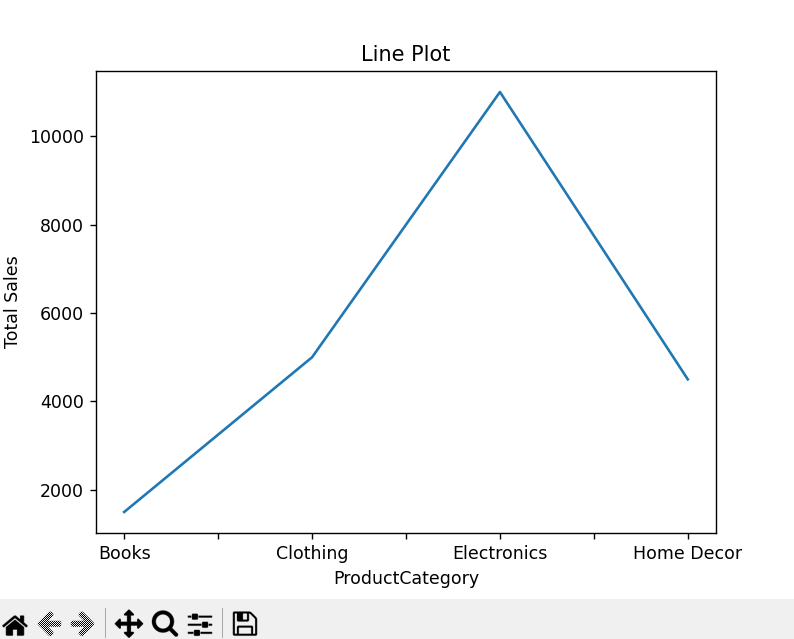 Line Plot
10000
8000
6000
4000
2000
Total Sales
Books Clothing Electronics Home Decor
ProductCategory